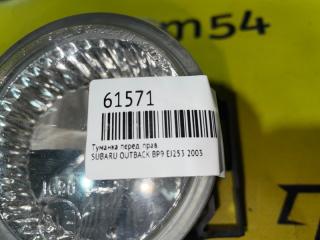 m54
61571
Туманка перед. прав.
SUBARU OUTBACK BP9 EJ253 2003